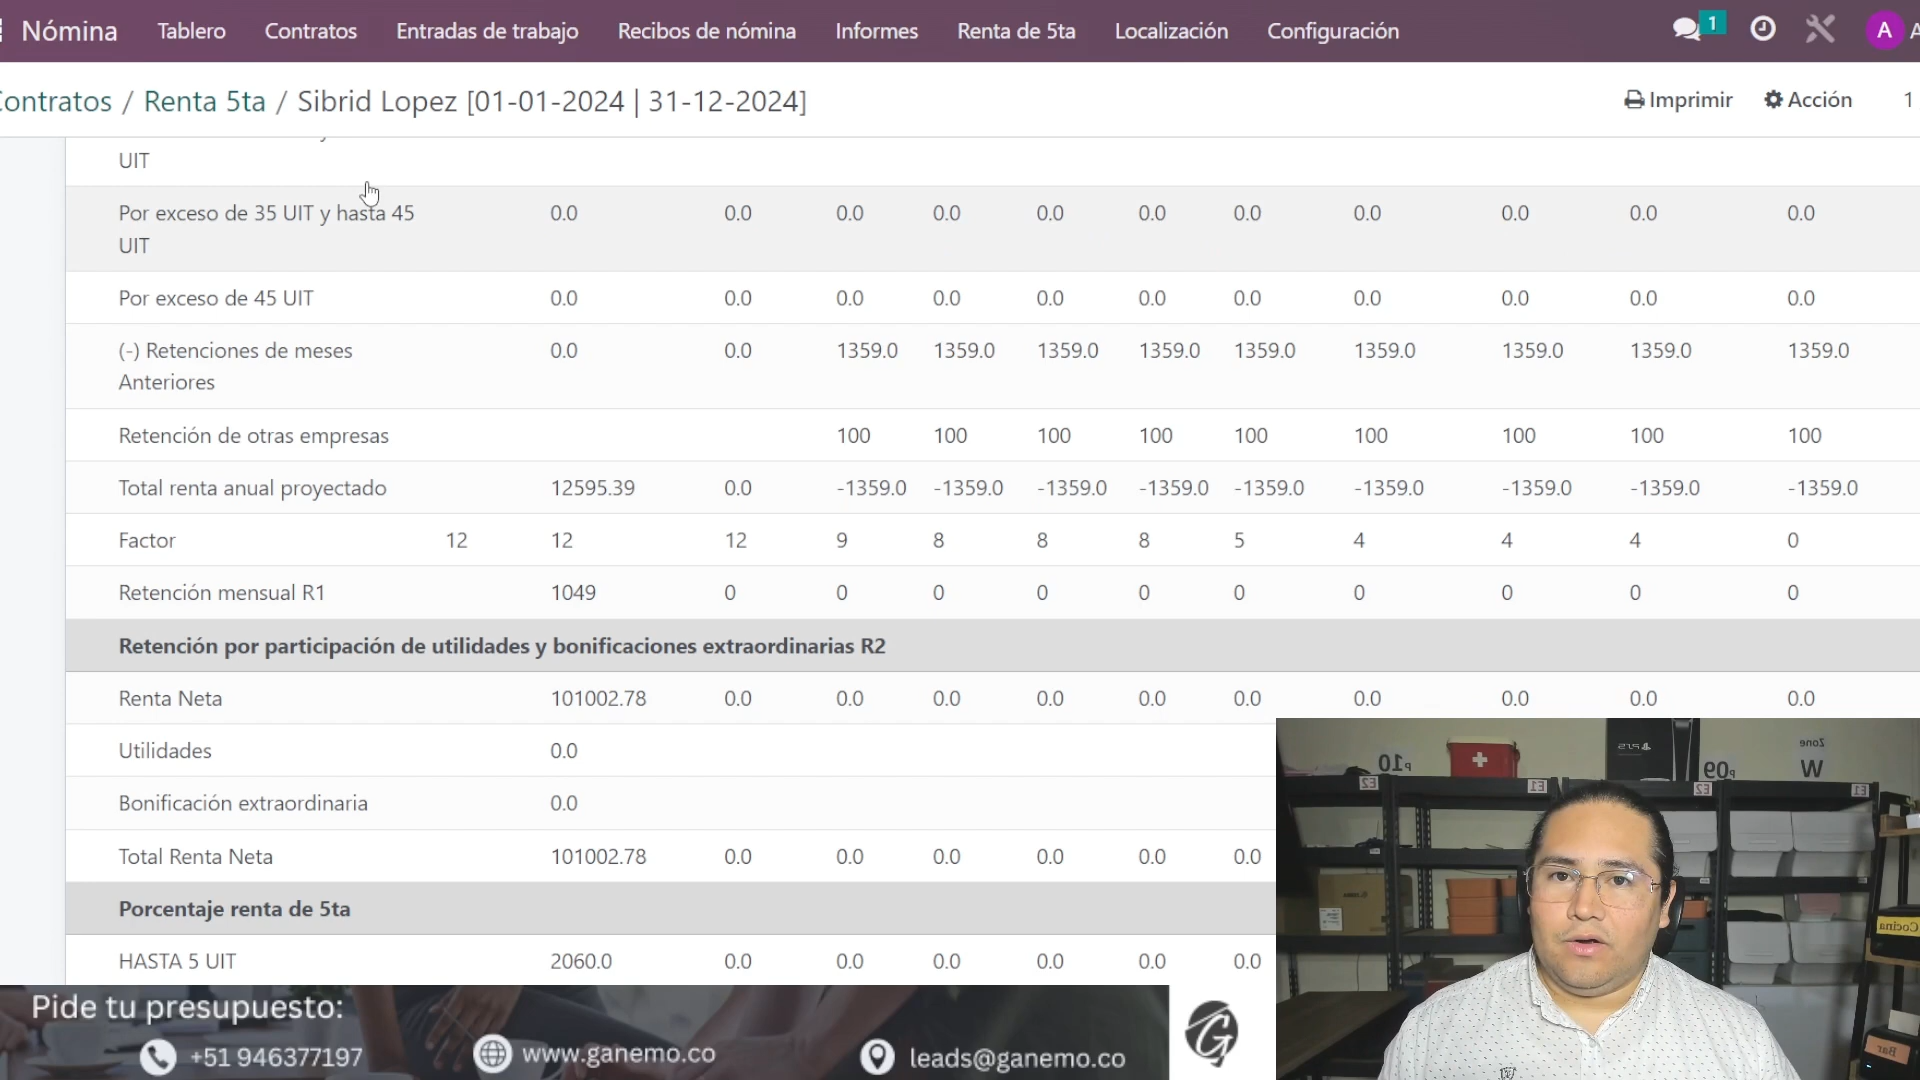 Nómina Tablero Contratos Entradas de trabajo Recibos de nómina Informes Renta de 5ta Localización Configuración 1 A
Contratos / Renta 5ta / Sibrid Lopez [01-01-2024 | 31-12-2024] Imprimir Acción 1
UIT
Por exceso de 35 UIT y hasta 45 0.0 0.0 0.0 0.0 0.0 0.0 0.0 0.0 0.0 0.0 0.0
UIT
Por exceso de 45 UIT 0.0 0.0 0.0 0.0 0.0 0.0 0.0 0.0 0.0 0.0 0.0
(-) Retenciones de meses 0.0 0.0 1359.0 1359.0 1359.0 1359.0 1359.0 1359.0 1359.0 1359.0 1359.0
Anteriores
Retención de otras empresas 100 100 100 100 100 100 100 100 100
Total renta anual proyectado 12595.39 0.0 -1359.0 -1359.0 -1359.0 -1359.0 -1359.0 -1359.0 -1359.0 -1359.0 -1359.0
Factor 12 12 12 9 8 8 8 5 4 4 4 0
Retención mensual R1 1049 0 0 0 0 0 0 0 0 0 0
Retención por participación de utilidades y bonificaciones extraordinarias R2
Renta Neta 101002.78 0.0 0.0 0.0 0.0 0.0 0.0 0.0 0.0 0.0 0.0
Utilidades 0.0
Bonificación extraordinaria 0.0
Total Renta Neta 101002.78 0.0 0.0 0.0 0.0 0.0 0.0
Porcentaje renta de 5ta
HASTA 5 UIT 2060.0 0.0 0.0 0.0 0.0 0.0 0.0
PS5
Zone
W
P10
P09
E2 E1 E2 E1
Cocina
Bar
Pide tu presupuesto:
+51 946377197 www.ganemo.co leads@ganemo.co
G